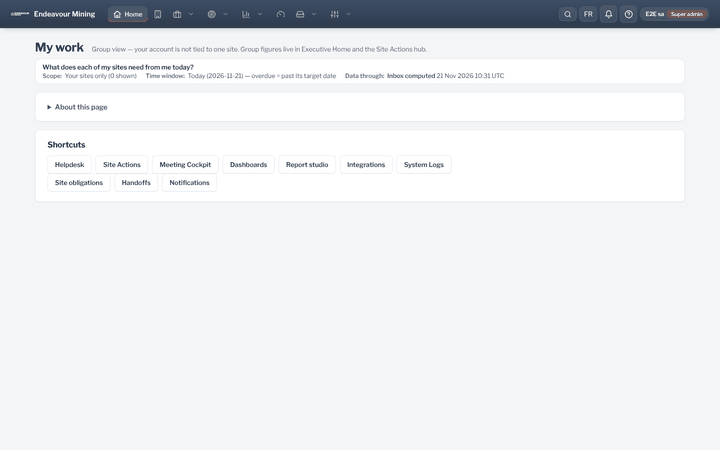 Endeavour Mining
Home
FR
E2E sa
Super admin
My work
Group view — your account is not tied to one site. Group figures live in Executive Home and the Site Actions hub.
What does each of my sites need from me today?
Scope: Your sites only (0 shown) Time window: Today (2026-11-21) — overdue = past its target date Data through: Inbox computed 21 Nov 2026 10:31 UTC
About this page
Shortcuts
Helpdesk Site Actions Meeting Cockpit Dashboards Report studio Integrations System Logs
Site obligations Handoffs Notifications